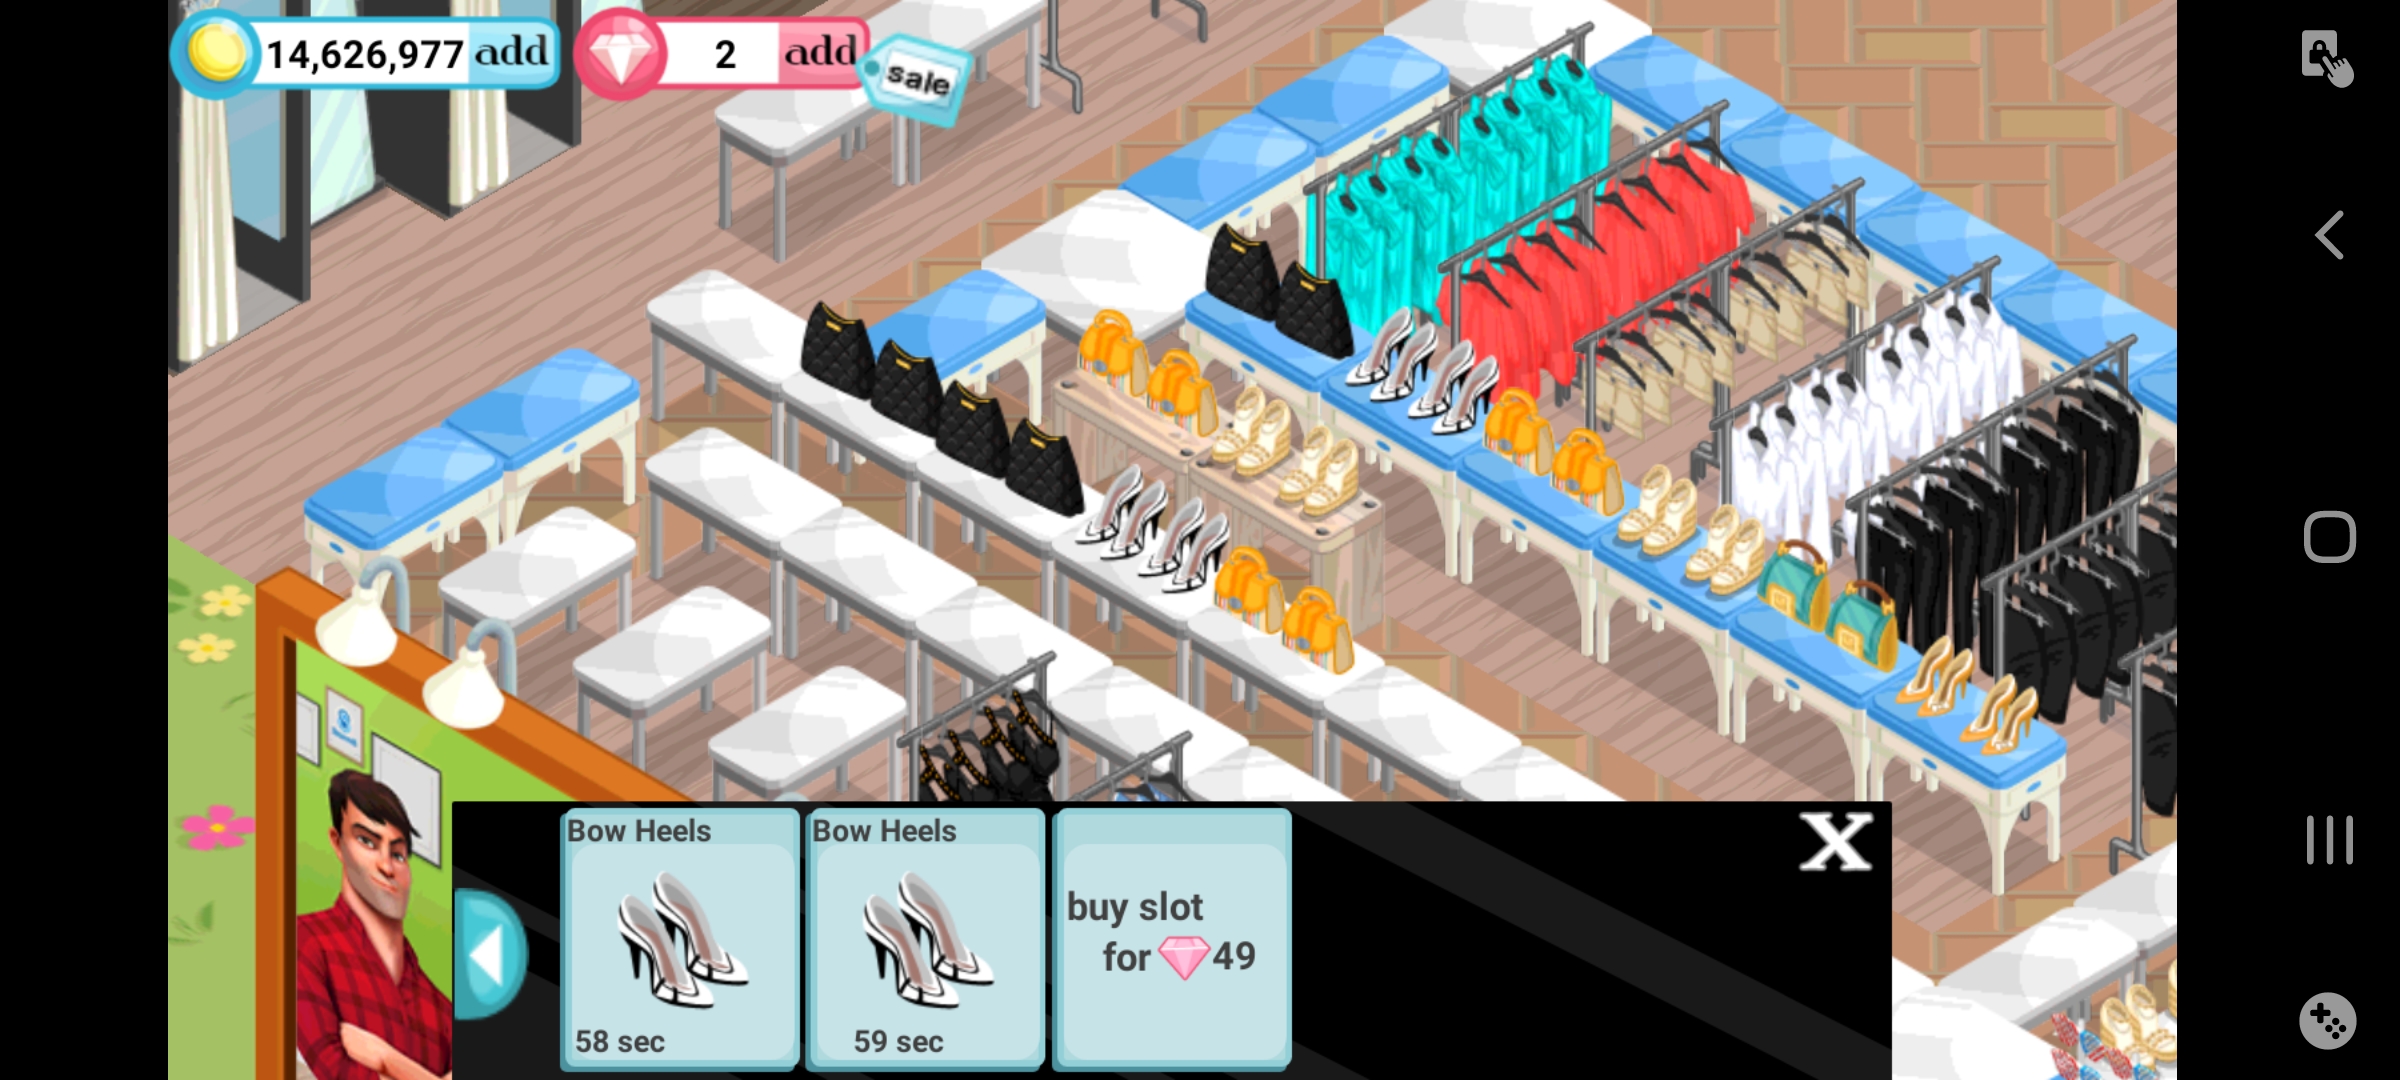 14,626,977 add
2 add
sale
Bow Heels
58 sec
Bow Heels
59 sec
buy slot
for 49
X